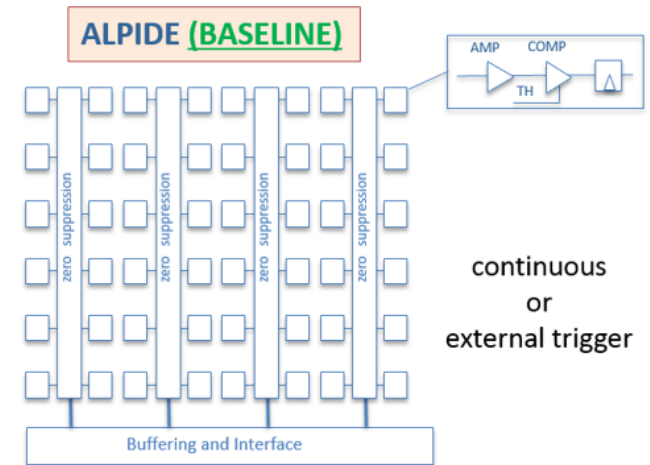 ALPIDE (BASELINE)
AMP COMP
TH
zero suppression
zero suppression
zero suppression
zero suppression
continuous
or
external trigger
Buffering and Interface